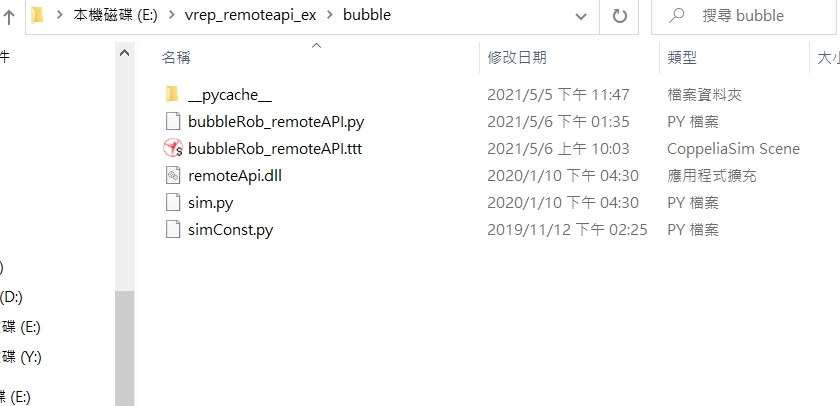 本機磁碟 (E:) > vrep_remoteapi_ex > bubble
搜尋 bubble
件
名稱 修改日期 類型 大小
__pycache__ 2021/5/5 下午 11:47 檔案資料夾
bubbleRob_remoteAPI.py 2021/5/6 下午 01:35 PY 檔案
bubbleRob_remoteAPI.ttt 2021/5/6 上午 10:03 CoppeliaSim Scene
remoteApi.dll 2020/1/10 下午 04:30 應用程式擴充
sim.py 2020/1/10 下午 04:30 PY 檔案
simConst.py 2019/11/12 下午 02:25 PY 檔案
)
(D:)
碟 (E:)
碟 (Y:)
碟 (E:)